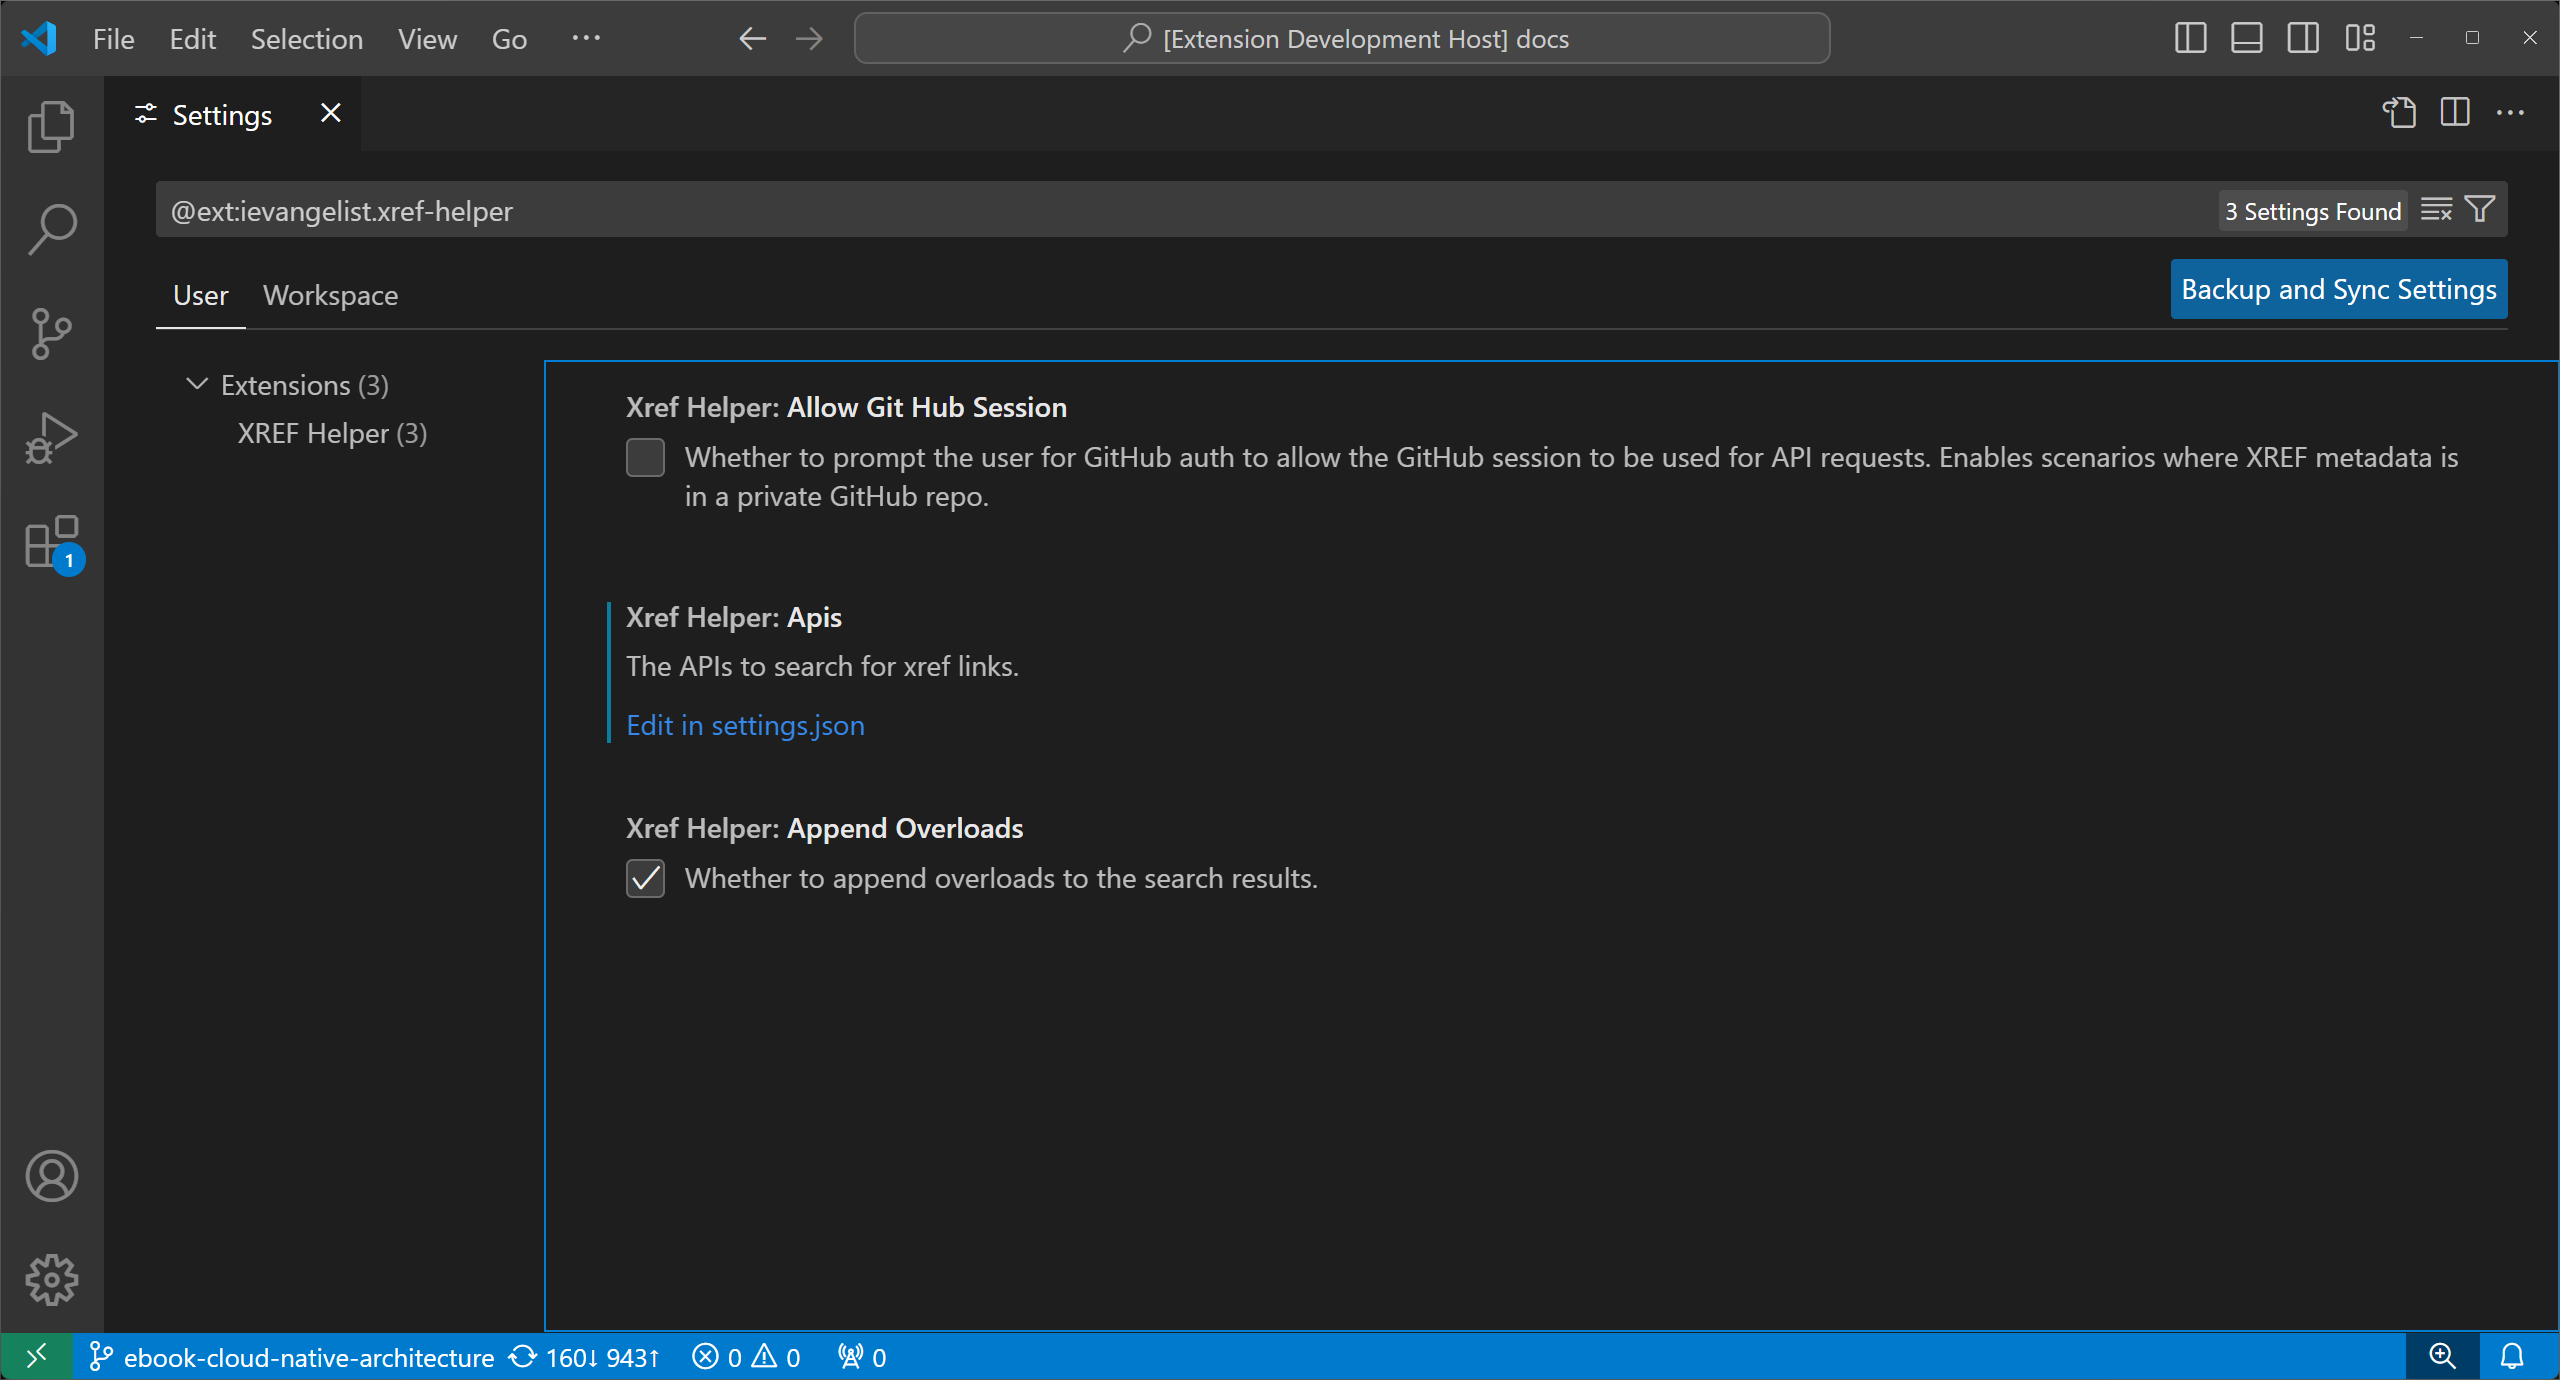 File Edit Selection View Go ···
[Extension Development Host] docs
Settings
@ext:ievangelist.xref-helper
3 Settings Found
User Workspace
Backup and Sync Settings
Extensions (3)
XREF Helper (3)
Xref Helper: Allow Git Hub Session
Whether to prompt the user for GitHub auth to allow the GitHub session to be used for API requests. Enables scenarios where XREF metadata is
in a private GitHub repo.
Xref Helper: Apis
The APIs to search for xref links.
Edit in settings.json
Xref Helper: Append Overloads
Whether to append overloads to the search results.
1
ebook-cloud-native-architecture 160↓ 943↑ 0 0 0